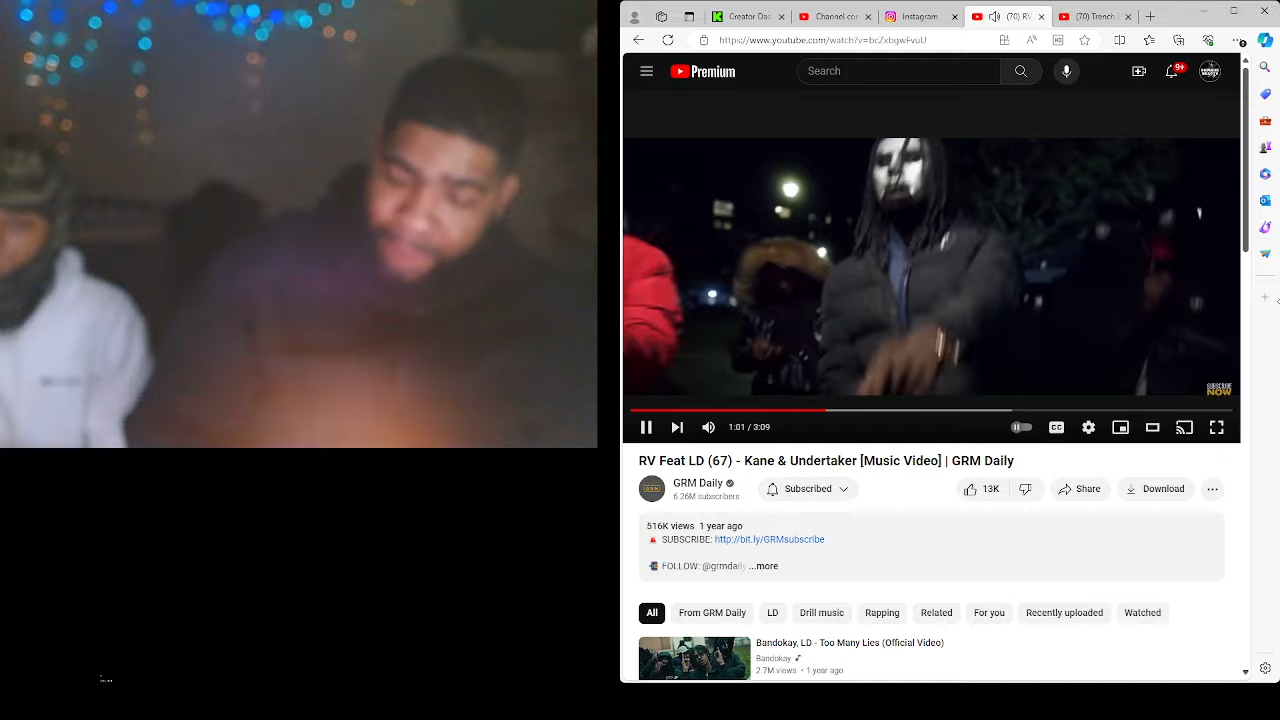 Creator Das
Channel con
Instagram
(70) RV
(70) Trench F
https://www.youtube.com/watch?v=bcZxbgwFvuU
Premium
Search
9+
SUBSCRIBE
NOW
1:01 / 3:09
CC
RV Feat LD (67) - Kane & Undertaker [Music Video] | GRM Daily
GRM
GRM Daily
6.26M subscribers
Subscribed
13K
Share
Download
516K views 1 year ago
SUBSCRIBE: http://bit.ly/GRMsubscribe
FOLLOW: @grmdaily ...more
All
From GRM Daily
LD
Drill music
Rapping
Related
For you
Recently uploaded
Watched
Bandokay, LD - Too Many Lies (Official Video)
Bandokay
2.7M views • 1 year ago